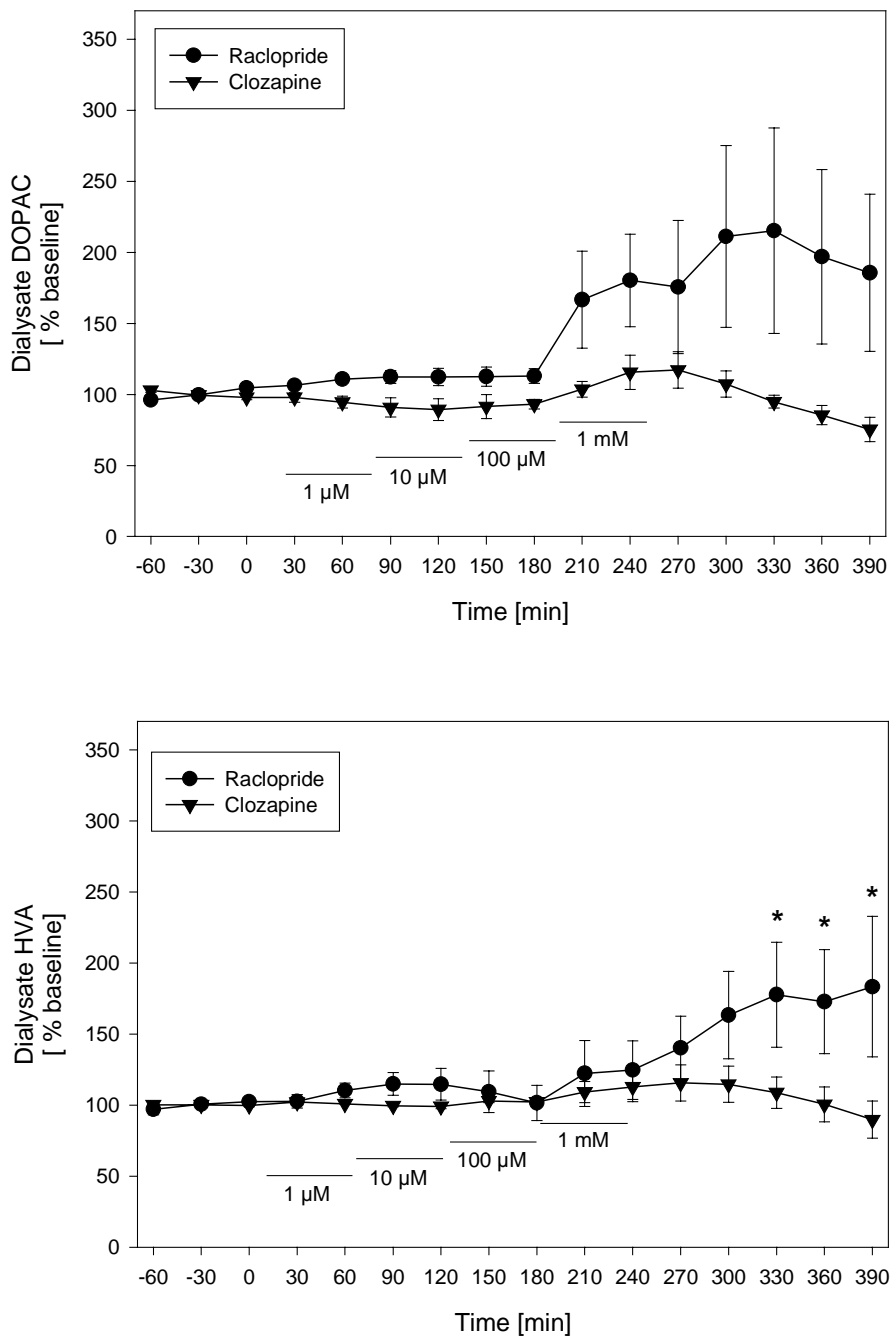 350
300
250
200
150
100
50
0
Dialysate DOPAC
[ % baseline]
Raclopride
Clozapine
1 µM
10 µM
100 µM
1 mM
-60 -30 0 30 60 90 120 150 180 210 240 270 300 330 360 390
Time [min]
350
300
250
200
150
100
50
0
Dialysate HVA
[ % baseline]
Raclopride
Clozapine
* * *
1 µM
10 µM
100 µM
1 mM
-60 -30 0 30 60 90 120 150 180 210 240 270 300 330 360 390
Time [min]